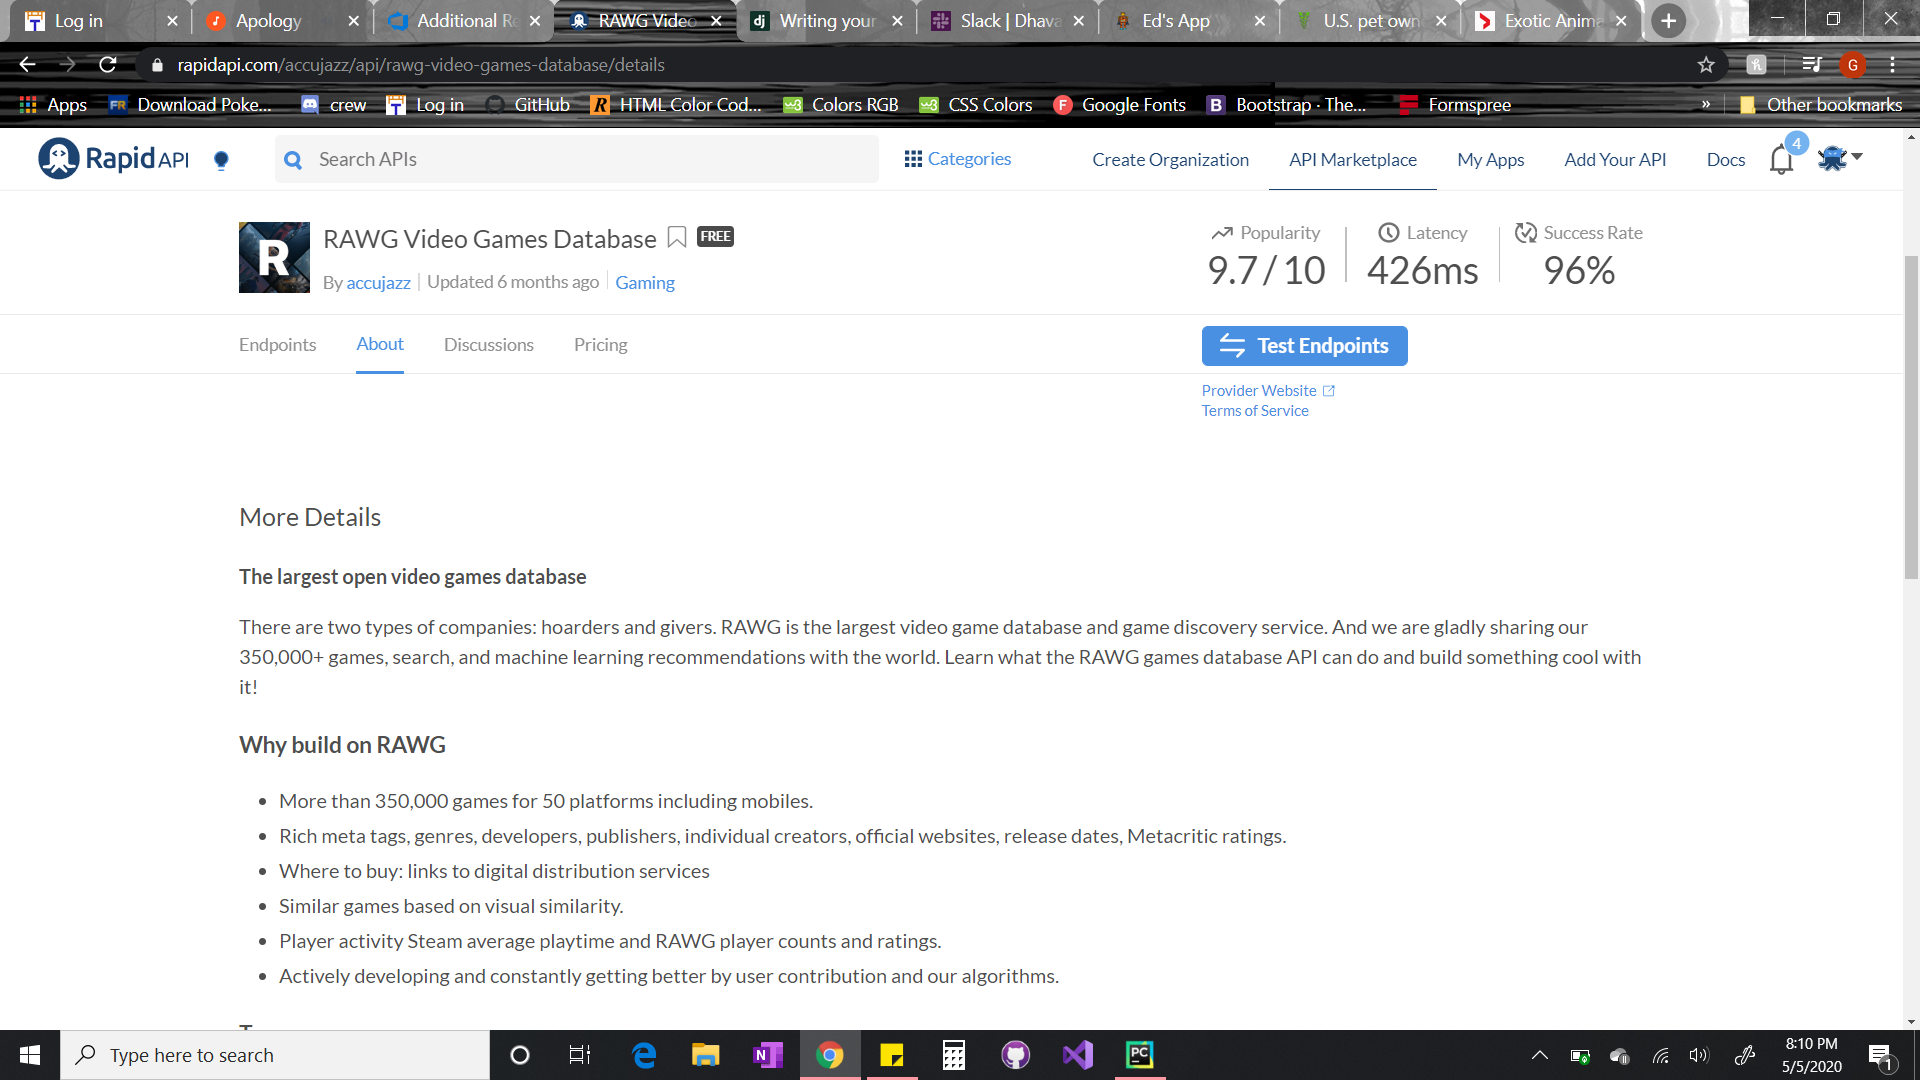 Log in
Apology
Additional Re
RAWG Video
Writing your
Slack | Dhava
Ed's App
U.S. pet own
Exotic Anima
rapidapi.com/accujazz/api/rawg-video-games-database/details
G
Apps
FR
Download Poke...
crew
Log in
GitHub
HTML Color Cod...
Colors RGB
CSS Colors
Google Fonts
Bootstrap · The...
Formspree
»
Other bookmarks
Rapid API
Search APIs
Categories
Create Organization
API Marketplace
My Apps
Add Your API
Docs
4
R
RAWG Video Games Database
FREE
By accujazz
Updated 6 months ago
Gaming
Popularity
9.7 / 10
Latency
426ms
Success Rate
96%
Endpoints
About
Discussions
Pricing
Test Endpoints
Provider Website
Terms of Service
More Details
The largest open video games database
There are two types of companies: hoarders and givers. RAWG is the largest video game database and game discovery service. And we are gladly sharing our
350,000+ games, search, and machine learning recommendations with the world. Learn what the RAWG games database API can do and build something cool with
it!
Why build on RAWG
• More than 350,000 games for 50 platforms including mobiles.
• Rich meta tags, genres, developers, publishers, individual creators, official websites, release dates, Metacritic ratings.
• Where to buy: links to digital distribution services
• Similar games based on visual similarity.
• Player activity Steam average playtime and RAWG player counts and ratings.
• Actively developing and constantly getting better by user contribution and our algorithms.
Type here to search
N
PC
8:10 PM
5/5/2020
1